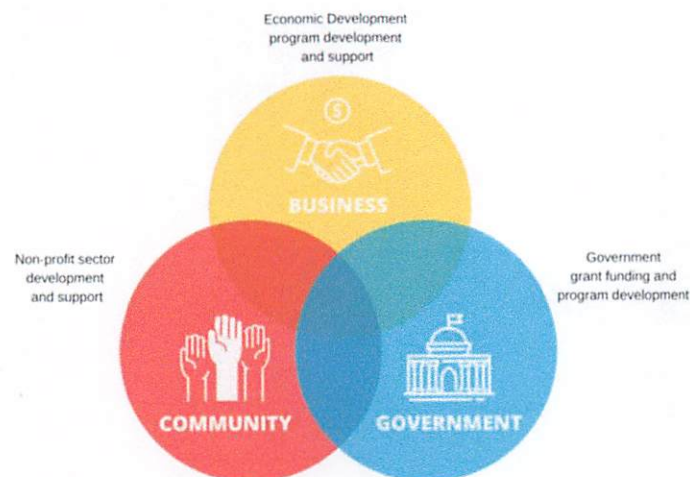 Economic Development
program development
and support
$
BUSINESS
Non-profit sector
development
and support
Government
grant funding and
program development
COMMUNITY
GOVERNMENT